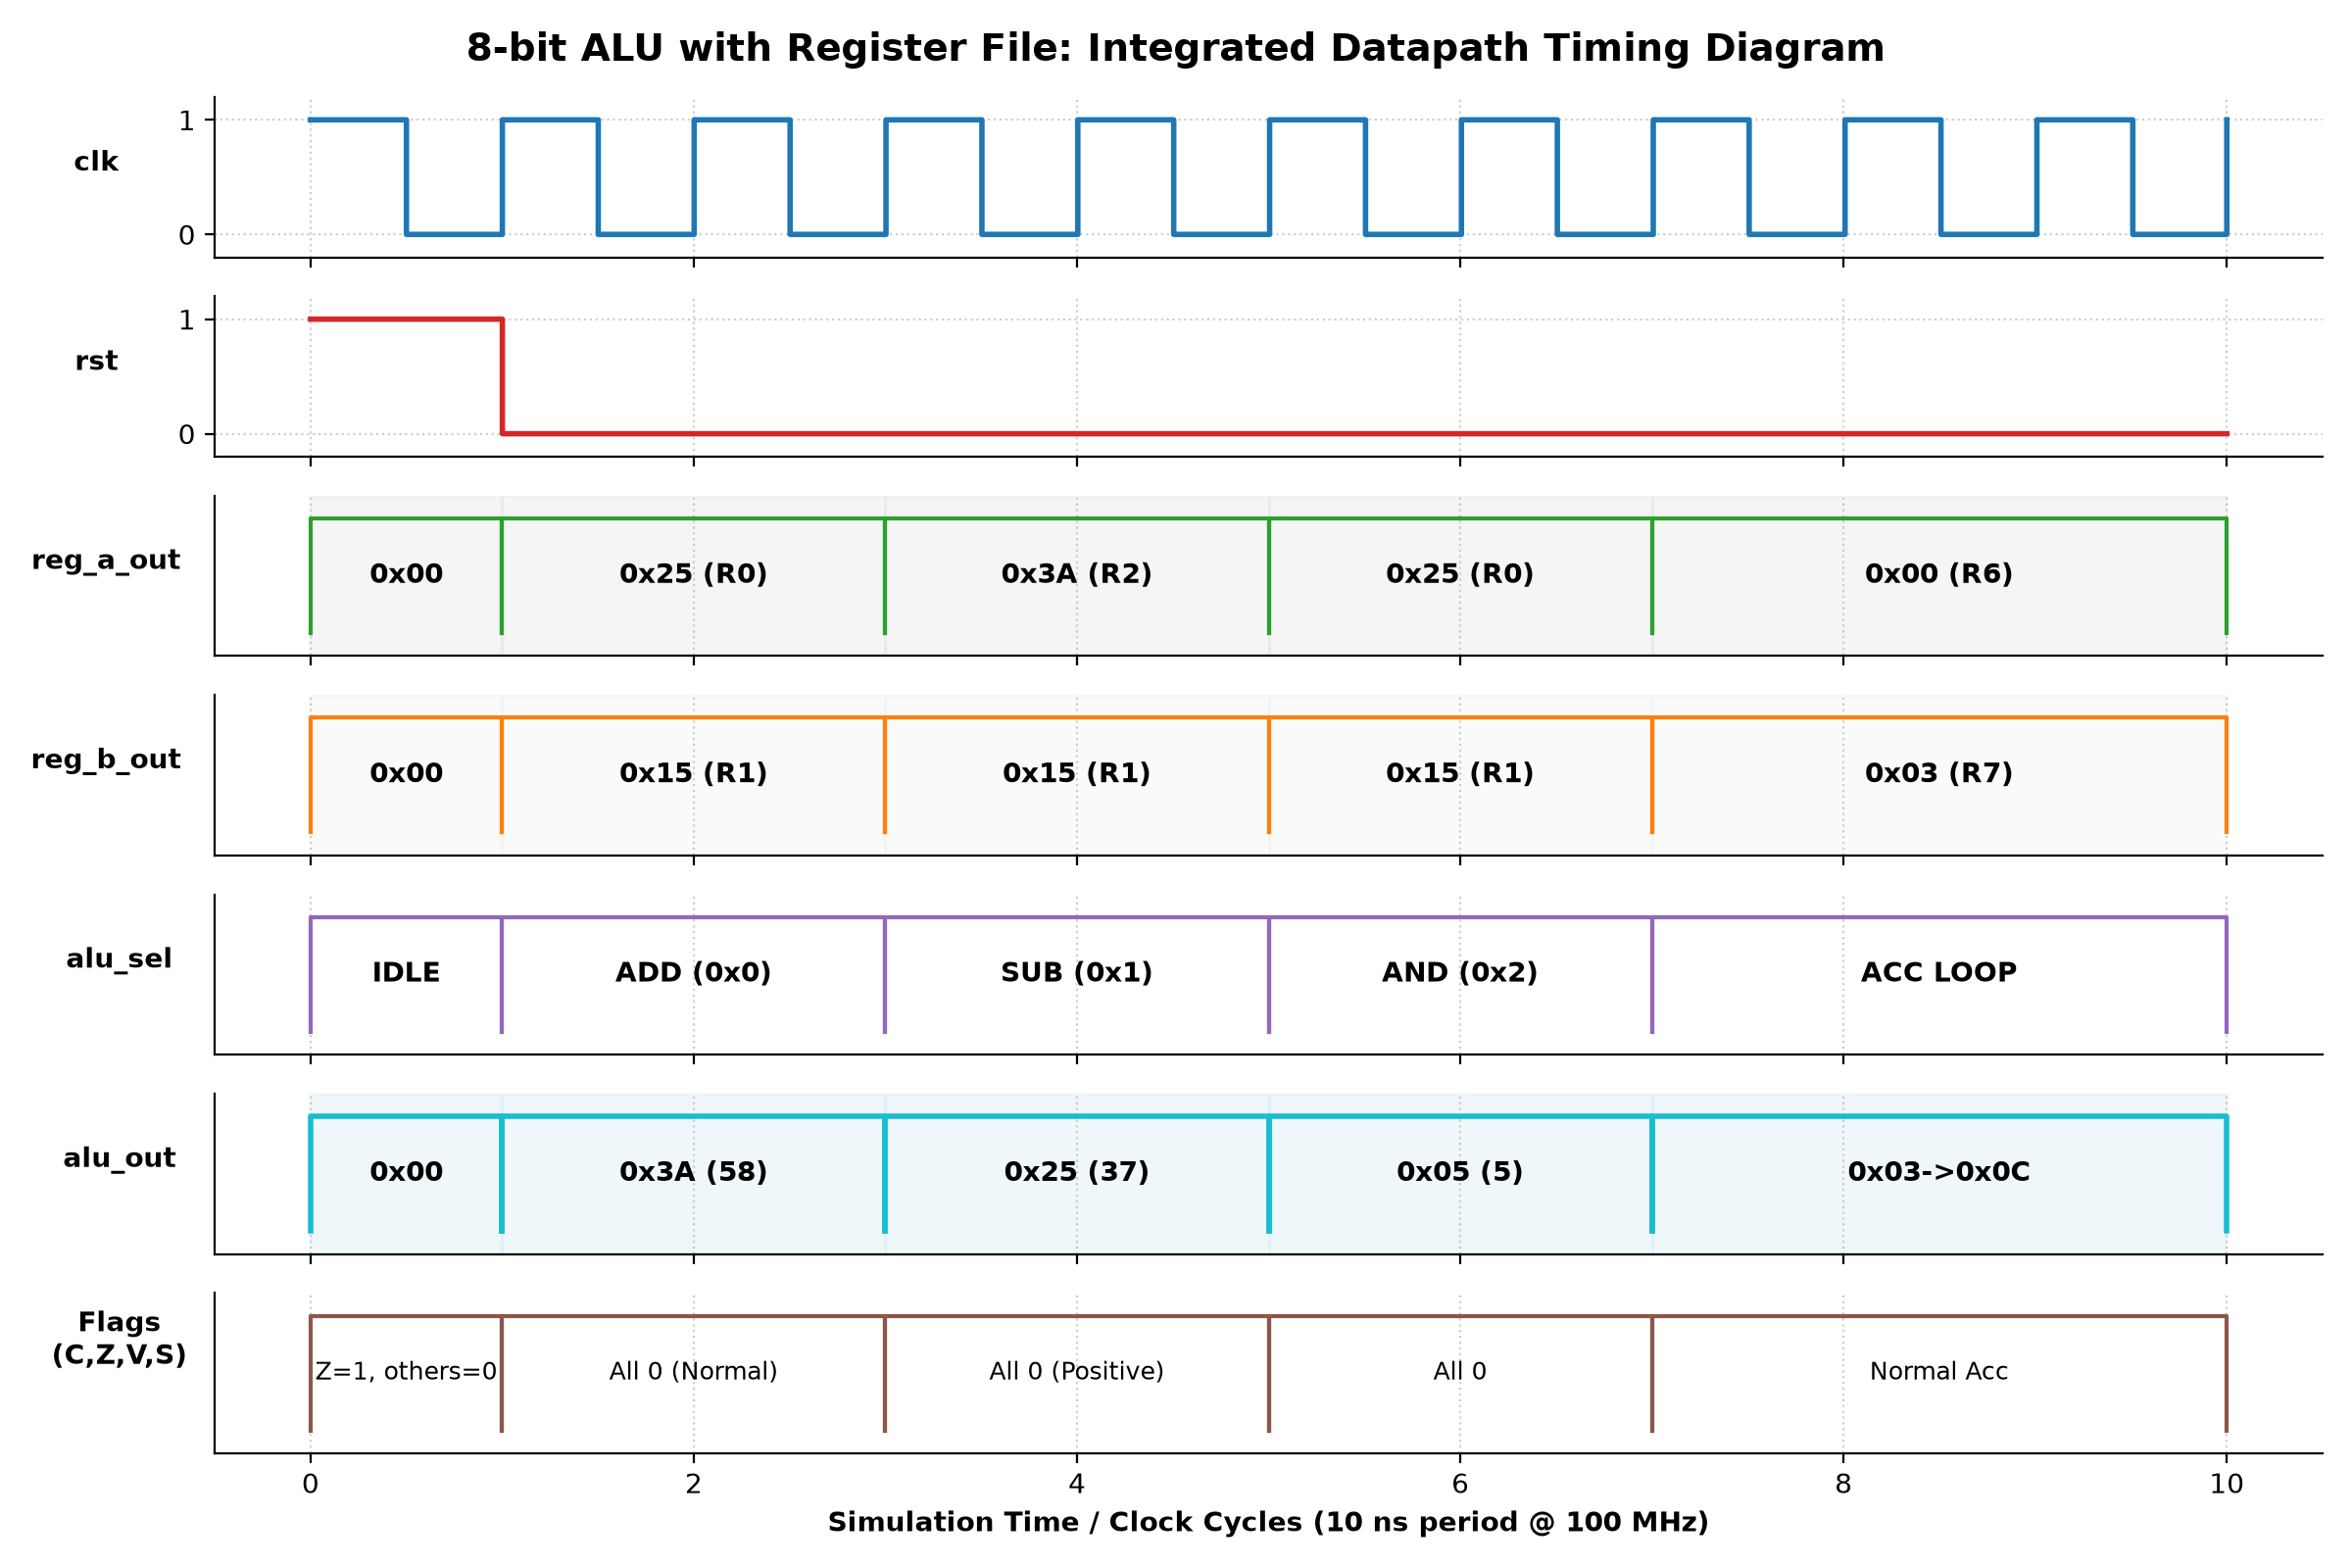 8-bit ALU with Register File: Integrated Datapath Timing Diagram
1
clk
0
1
rst
0
reg_a_out
0x00
0x25 (R0)
0x3A (R2)
0x25 (R0)
0x00 (R6)
reg_b_out
0x00
0x15 (R1)
0x15 (R1)
0x15 (R1)
0x03 (R7)
alu_sel
IDLE
ADD (0x0)
SUB (0x1)
AND (0x2)
ACC LOOP
alu_out
0x00
0x3A (58)
0x25 (37)
0x05 (5)
0x03->0x0C
Flags
(C,Z,V,S)
Z=1, others=0
All 0 (Normal)
All 0 (Positive)
All 0
Normal Acc
0
2
4
6
8
10
Simulation Time / Clock Cycles (10 ns period @ 100 MHz)